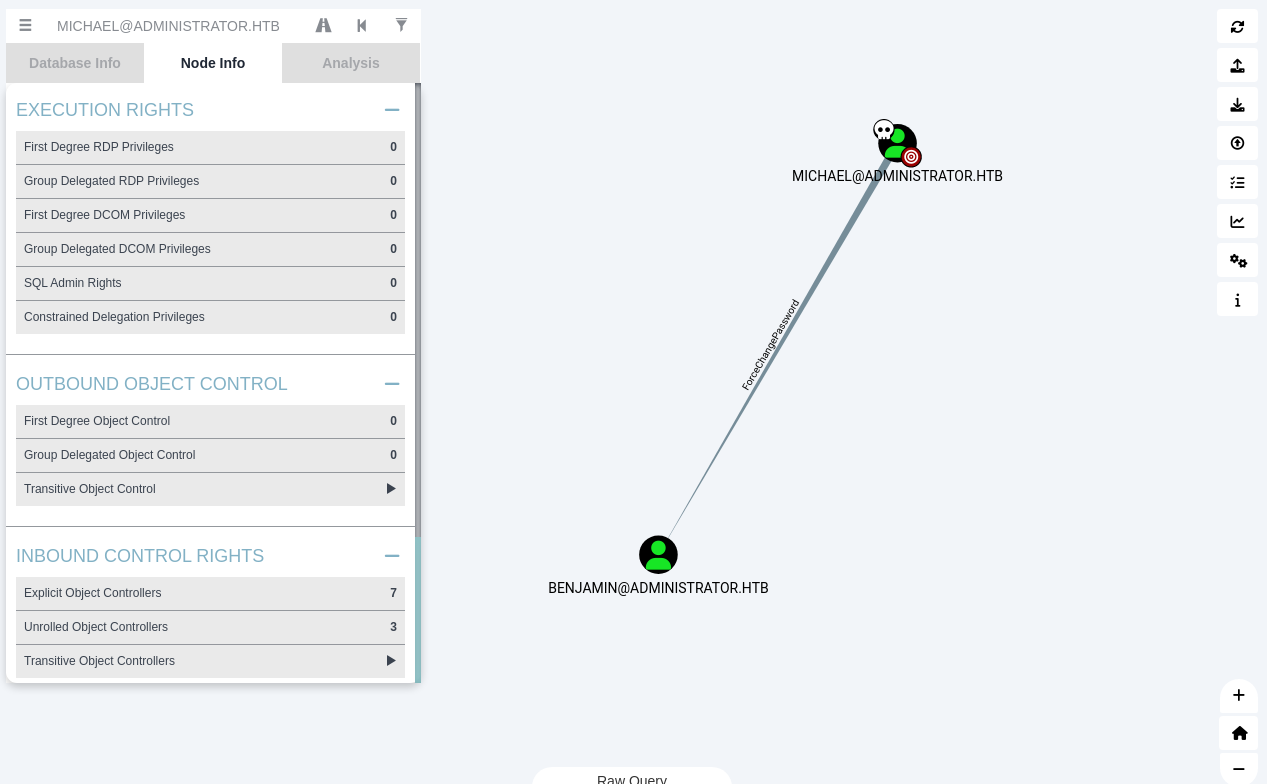 MICHAEL@ADMINISTRATOR.HTB
Database Info
Node Info
Analysis
EXECUTION RIGHTS
First Degree RDP Privileges 0
Group Delegated RDP Privileges 0
First Degree DCOM Privileges 0
Group Delegated DCOM Privileges 0
SQL Admin Rights 0
Constrained Delegation Privileges 0
OUTBOUND OBJECT CONTROL
First Degree Object Control 0
Group Delegated Object Control 0
Transitive Object Control
INBOUND CONTROL RIGHTS
Explicit Object Controllers 7
Unrolled Object Controllers 3
Transitive Object Controllers
MICHAEL@ADMINISTRATOR.HTB
ForceChangePassword
BENJAMIN@ADMINISTRATOR.HTB
Raw Query